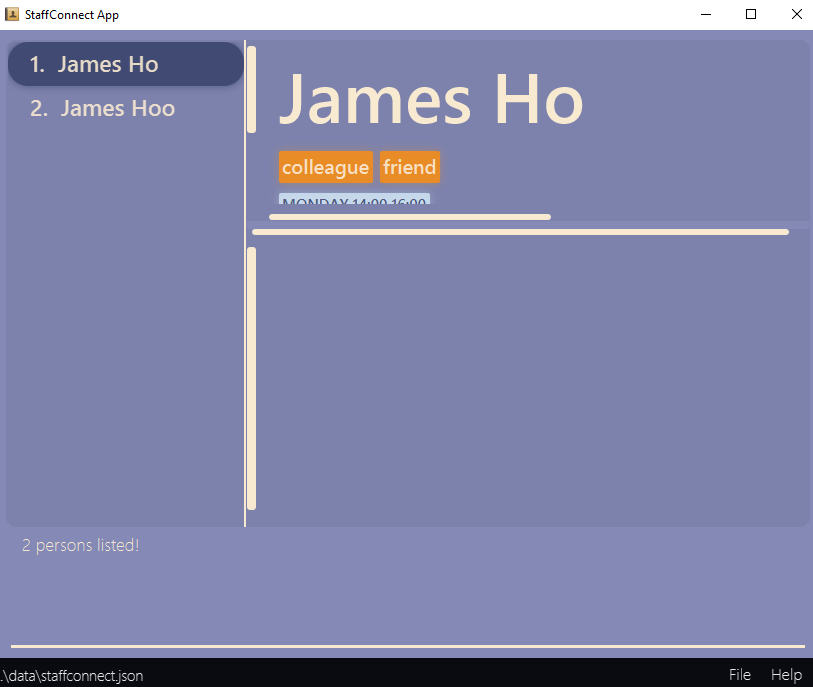 StaffConnect App
1. James Ho
2. James Hoo
James Ho
colleague friend
MONDAY 14:00 16:00
2 persons listed!
.\data\staffconnect.json
File Help